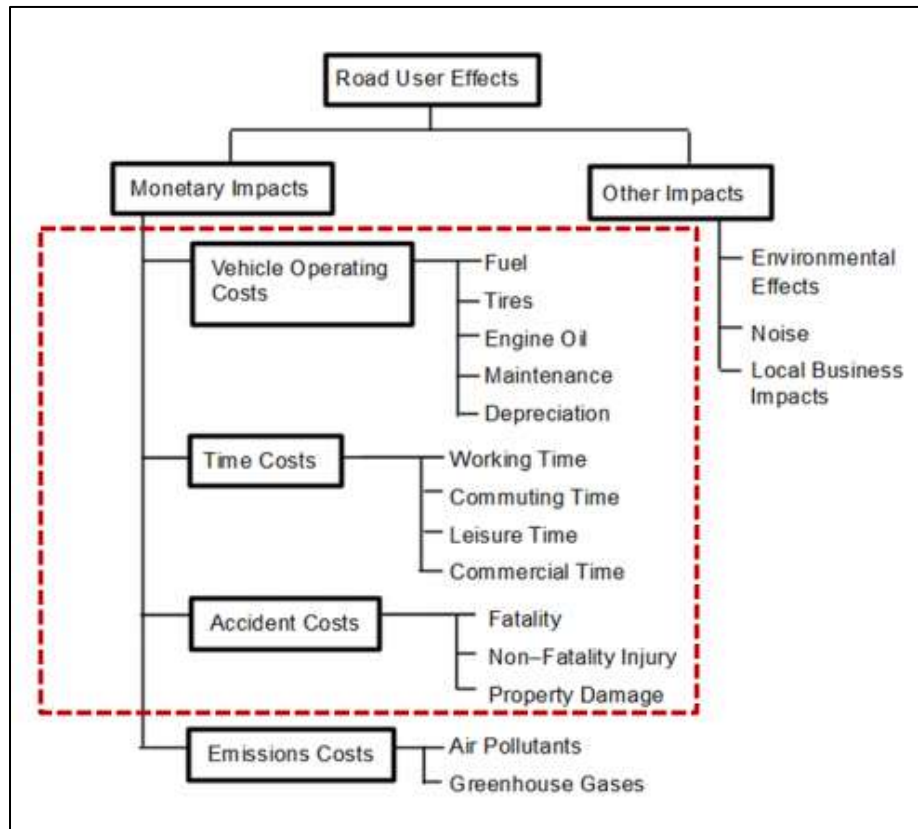 Road User Effects
Monetary Impacts
Other Impacts
Vehicle Operating
Costs
Fuel
Tires
Engine Oil
Maintenance
Depreciation
Environmental
Effects
Noise
Local Business
Impacts
Time Costs
Working Time
Commuting Time
Leisure Time
Commercial Time
Accident Costs
Fatality
Non–Fatality Injury
Property Damage
Emissions Costs
Air Pollutants
Greenhouse Gases